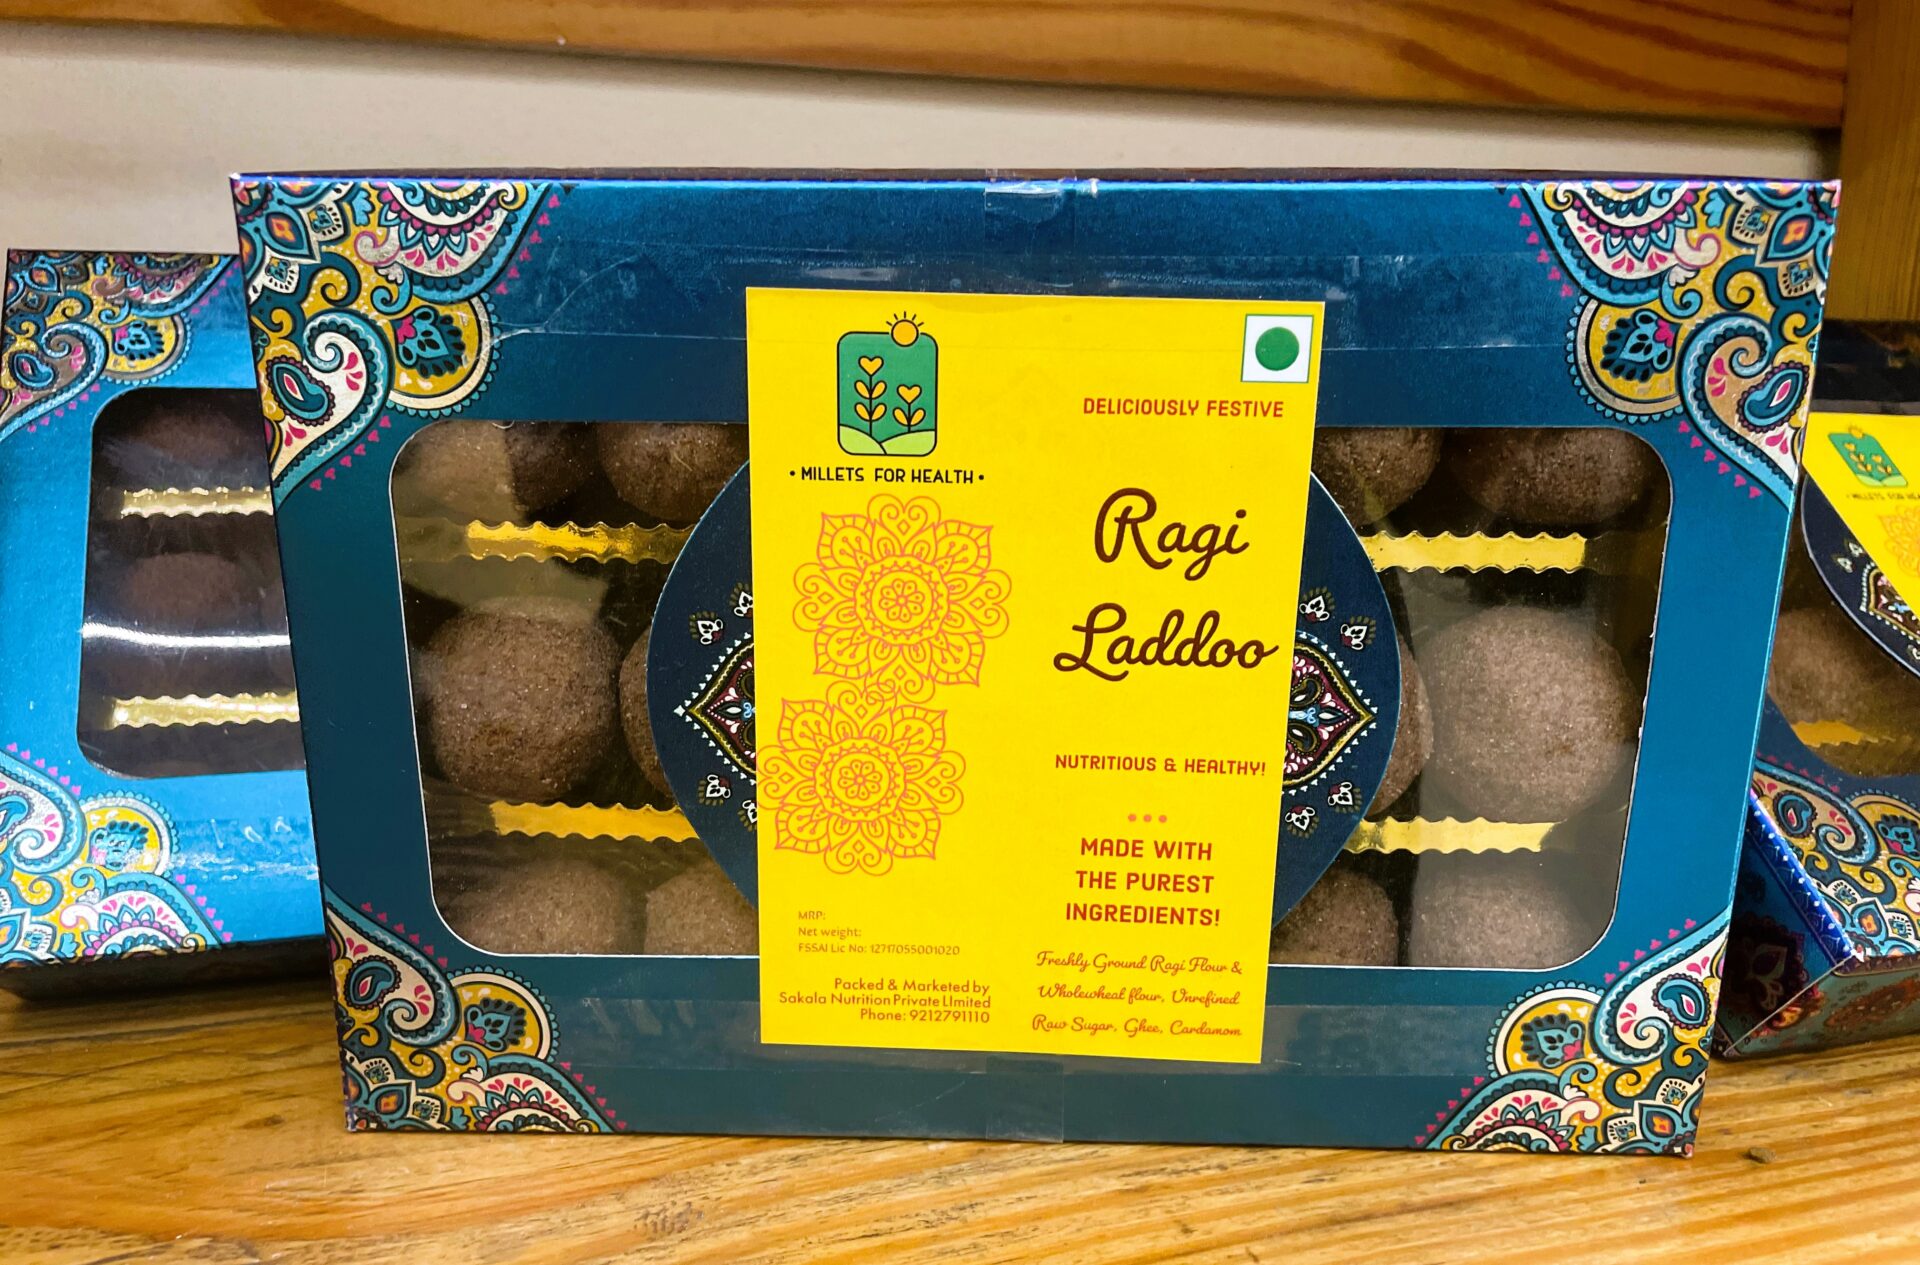 • MILLETS FOR HEALTH •
DELICIOUSLY FESTIVE
Ragi
Laddoo
NUTRITIOUS & HEALTHY!
MADE WITH
THE PUREST
INGREDIENTS!
Freshly Ground Ragi Flour &
Wholewheat flour, Unrefined
Raw Sugar, Ghee, Cardamom
MRP:
Net weight:
FSSAI Lic No: 12717055001020
Packed & Marketed by
Sakala Nutrition Private LImited
Phone: 9212791110